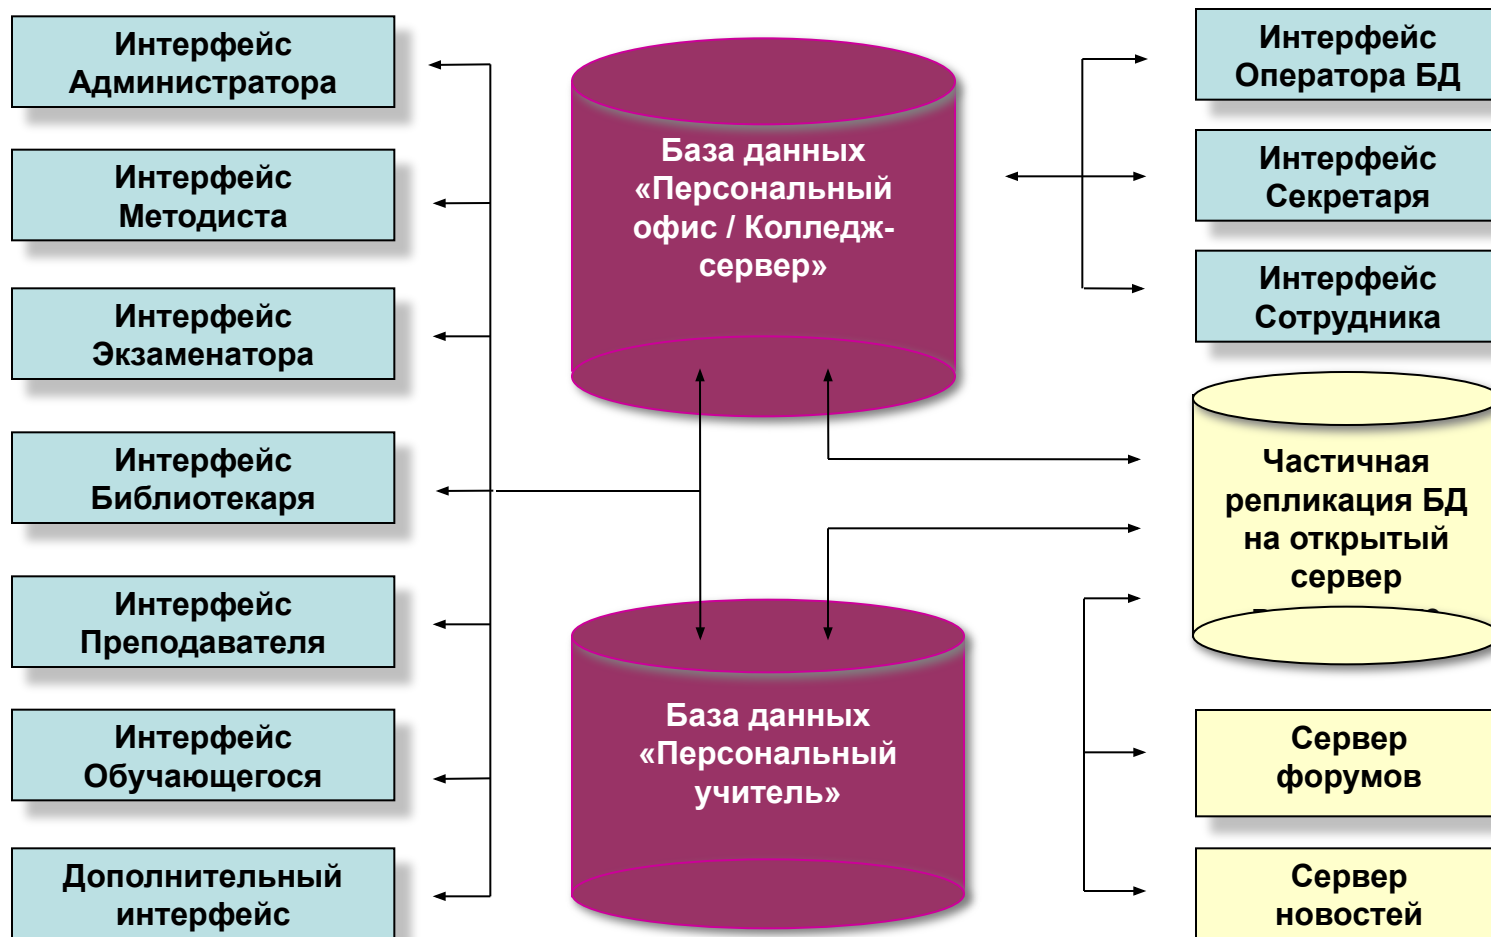 Интерфейс
Администратора
Интерфейс
Методиста
Интерфейс
Экзаменатора
Интерфейс
Библиотекаря
Интерфейс
Преподавателя
Интерфейс
Обучающегося
Дополнительный
интерфейс
База данных
«Персональный
офис / Колледж-
сервер»
База данных
«Персональный
учитель»
Интерфейс
Оператора БД
Интерфейс
Секретаря
Интерфейс
Сотрудника
Частичная
репликация БД
на открытый
сервер
Сервер
форумов
Сервер
новостей